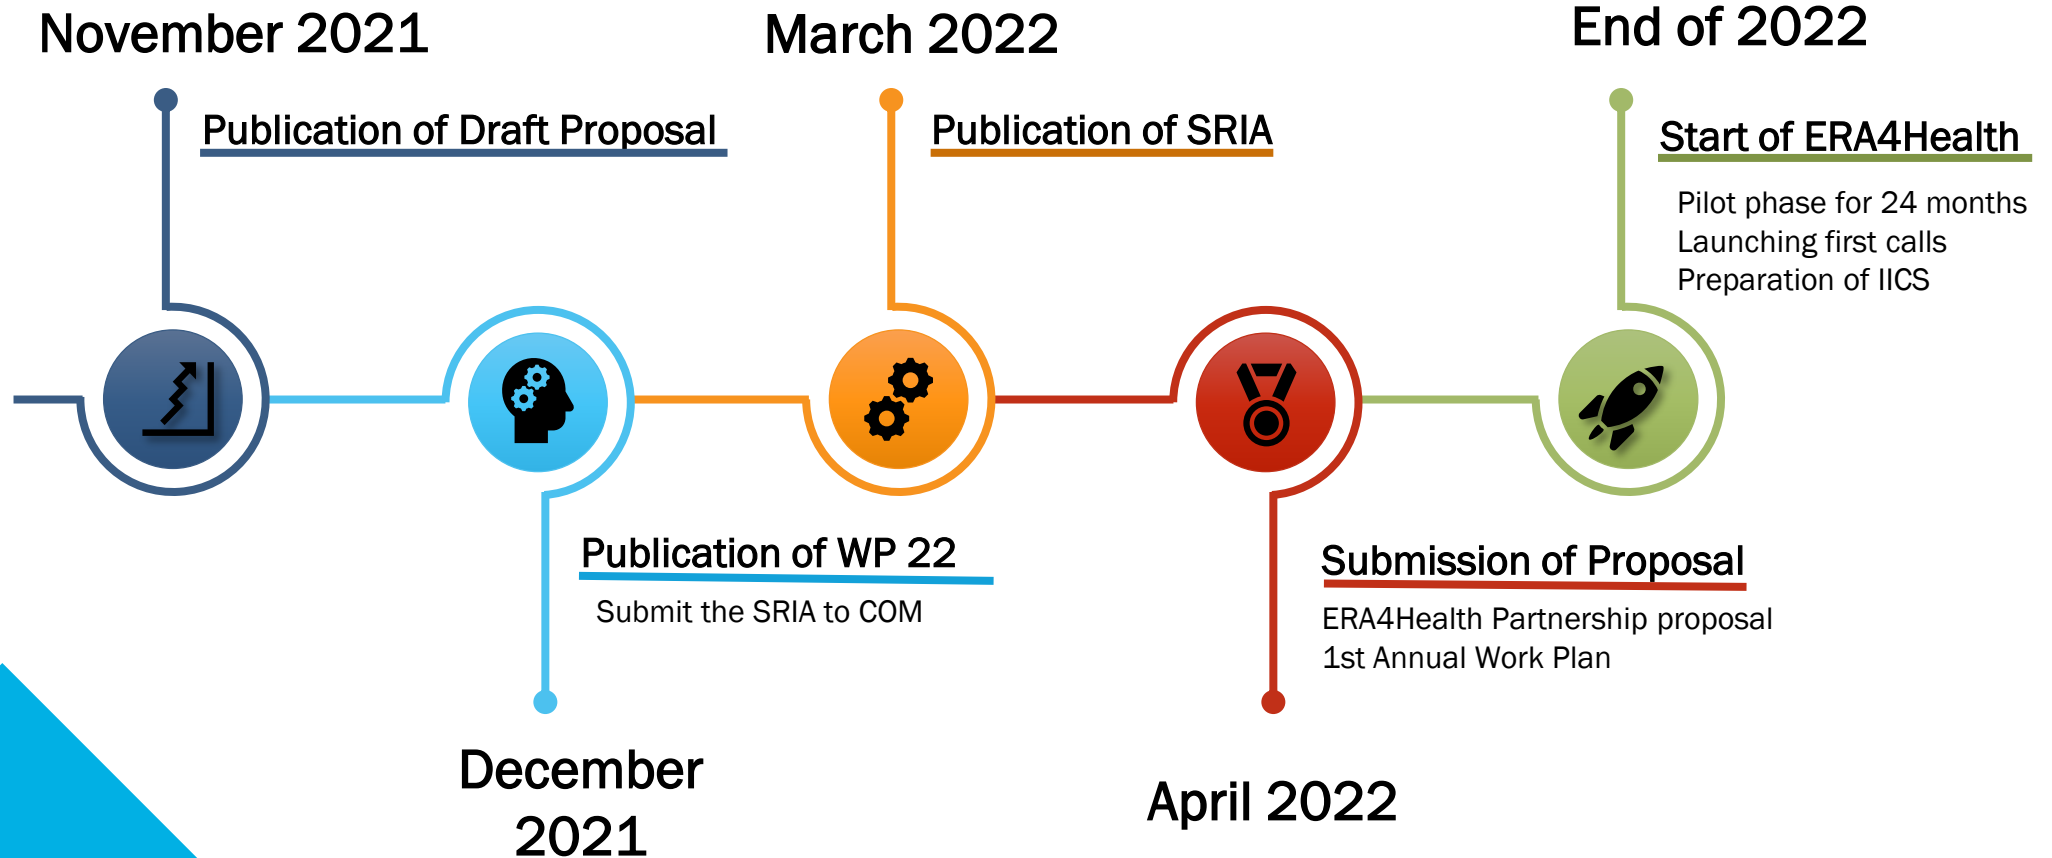 November 2021
Publication of Draft Proposal
December
2021
Publication of WP 22
Submit the SRIA to COM
March 2022
Publication of SRIA
April 2022
Submission of Proposal
ERA4Health Partnership proposal
1st Annual Work Plan
End of 2022
Start of ERA4Health
Pilot phase for 24 months
Launching first calls
Preparation of IICS